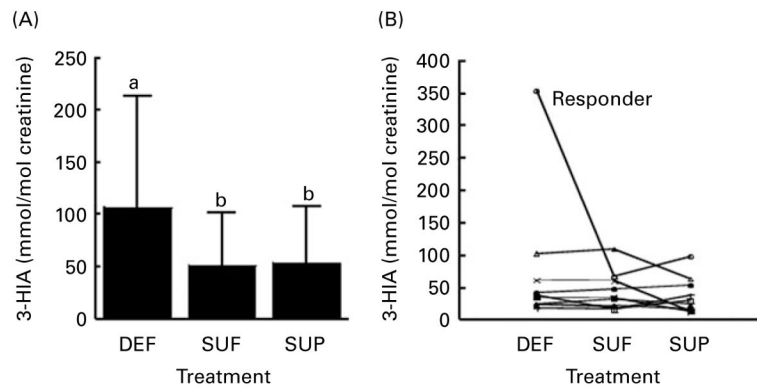 (A)
3-HIA (mmol/mol creatinine)
250
200
150
100
50
0
a
b
b
DEF SUF SUP
Treatment
(B)
3-HIA (mmol/mol creatinine)
400
350
300
250
200
150
100
50
0
Responder
DEF SUF SUP
Treatment